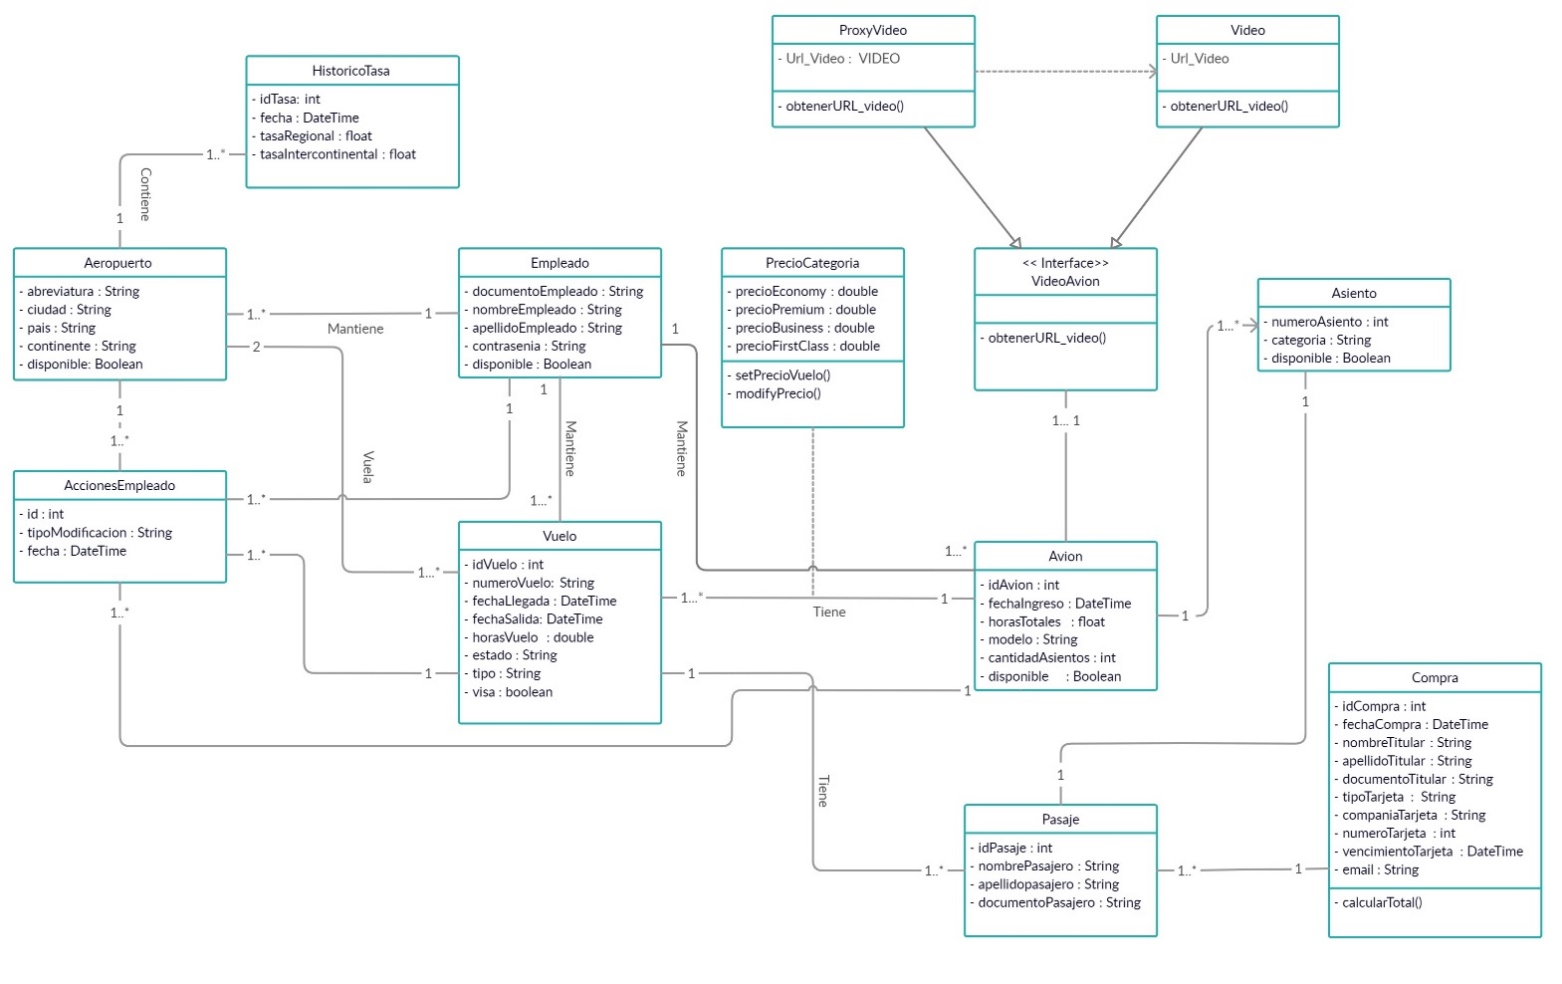 ProxyVideo
- Url_Video : VIDEO
- obtenerURL_video()
Video
- Url_Video
- obtenerURL_video()
HistoricoTasa
- idTasa: int
- fecha : DateTime
- tasaRegional : float
- tasaIntercontinental : float
1..*
Contiene
1
Aeropuerto
- abreviatura : String
- ciudad : String
- pais : String
- continente : String
- disponible: Boolean
1..*
Mantiene
1
2
Empleado
- documentoEmpleado : String
- nombreEmpleado : String
- apellidoEmpleado : String
- contrasenia : String
- disponible : Boolean
1
PrecioCategoria
- precioEconomy : double
- precioPremium : double
- precioBusiness : double
- precioFirstClass : double
- setPrecioVuelo()
- modifyPrecio()
<< Interface>>
VideoAvion
- obtenerURL_video()
1... 1
1...*
Asiento
- numeroAsiento : int
- categoria : String
- disponible : Boolean
1
1
1..*
Vuela
1
1
Mantiene
1...*
Mantiene
1...*
AccionesEmpleado
- id : int
- tipoModificacion : String
- fecha : DateTime
1..*
1..*
1..*
1...*
1
Vuelo
- idVuelo : int
- numeroVuelo: String
- fechaLlegada : DateTime
- fechaSalida: DateTime
- horasVuelo : double
- estado : String
- tipo : String
- visa : boolean
1...*
Tiene
1
Avion
- idAvion : int
- fechaIngreso : DateTime
- horasTotales : float
- modelo : String
- cantidadAsientos : int
- disponible : Boolean
1
1
1
Tiene
1..*
1
Pasaje
- idPasaje : int
- nombrePasajero : String
- apellidopasajero : String
- documentoPasajero : String
1..*
1
Compra
- idCompra : int
- fechaCompra : DateTime
- nombreTitular : String
- apellidoTitular : String
- documentoTitular : String
- tipoTarjeta : String
- companiaTarjeta : String
- numeroTarjeta : int
- vencimientoTarjeta : DateTime
- email : String
- calcularTotal()